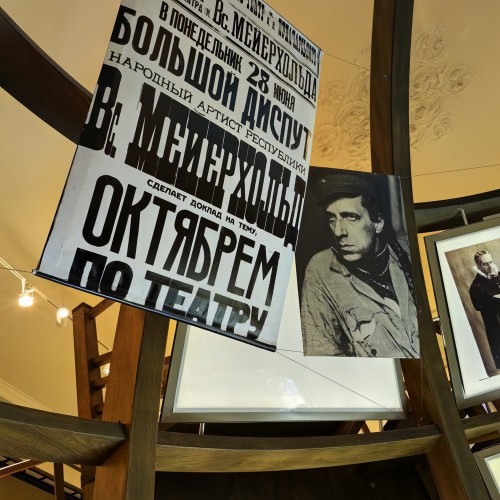 Вс. МЕЙЕРХОЛЬДА
В ПОНЕДЕЛЬНИК 28 ИЮНЯ
БОЛЬШОЙ ДИСПУТ
НАРОДНЫЙ АРТИСТ РЕСПУБЛИКИ
Вс. МЕЙЕРХОЛЬД
СДЕЛАЕТ ДОКЛАД НА ТЕМУ:
ОКТЯБРЕМ
ПО ТЕАТРУ